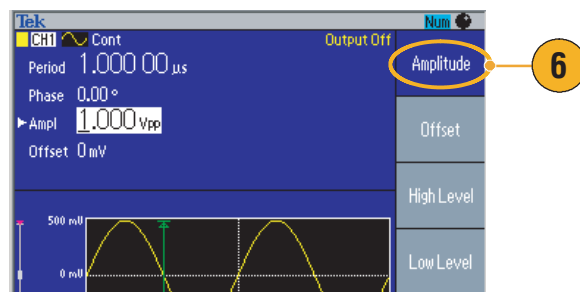 Tek Num
CH1 Cont Output Off
Period 1.000 00 µs
Phase 0.00 °
Ampl 1.000 Vpp
Offset 0 mV
500 mV
0 mV
Amplitude
Offset
High Level
Low Level
6